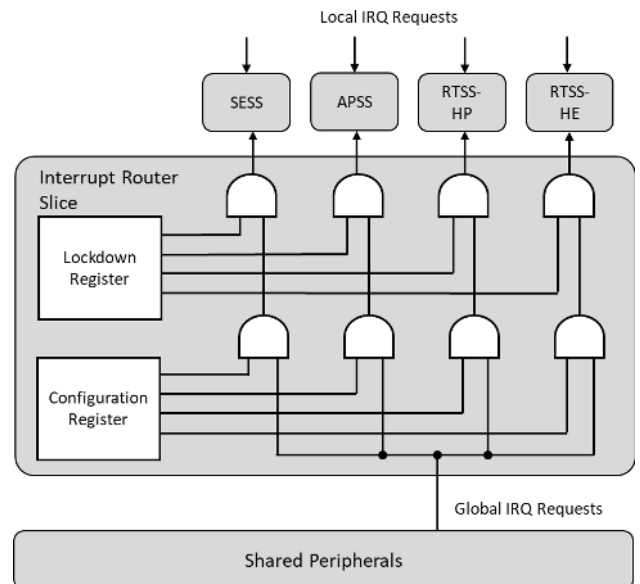 Local IRQ Requests
SESS
APSS
RTSS-
HP
RTSS-
HE
Interrupt Router
Slice
Lockdown
Register
Configuration
Register
Global IRQ Requests
Shared Peripherals